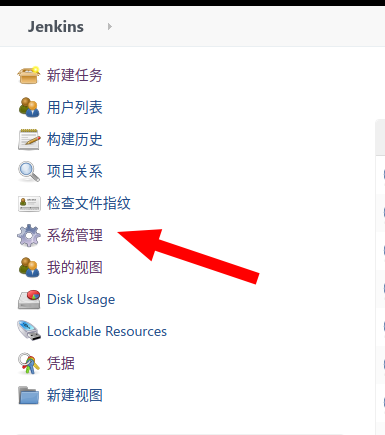 Jenkins
新建任务
用户列表
构建历史
项目关系
检查文件指纹
系统管理
我的视图
Disk Usage
Lockable Resources
凭据
新建视图